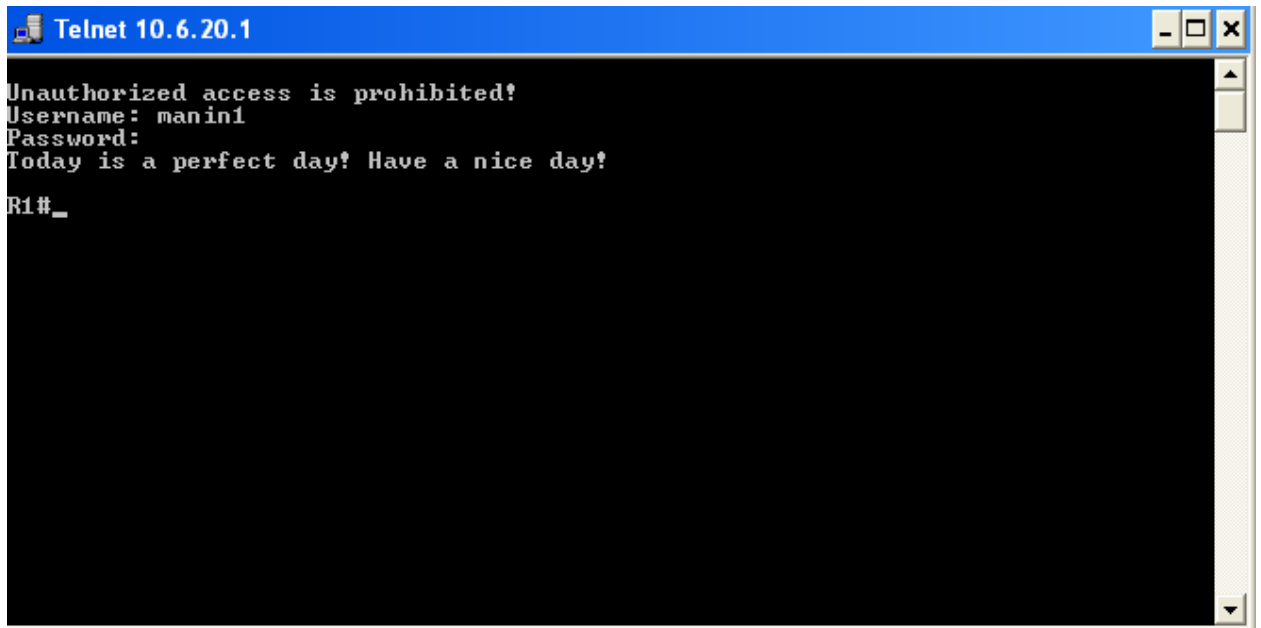 Telnet 10.6.20.1
Unauthorized access is prohibited!
Username: manin1
Password:
Today is a perfect day! Have a nice day!
R1#_